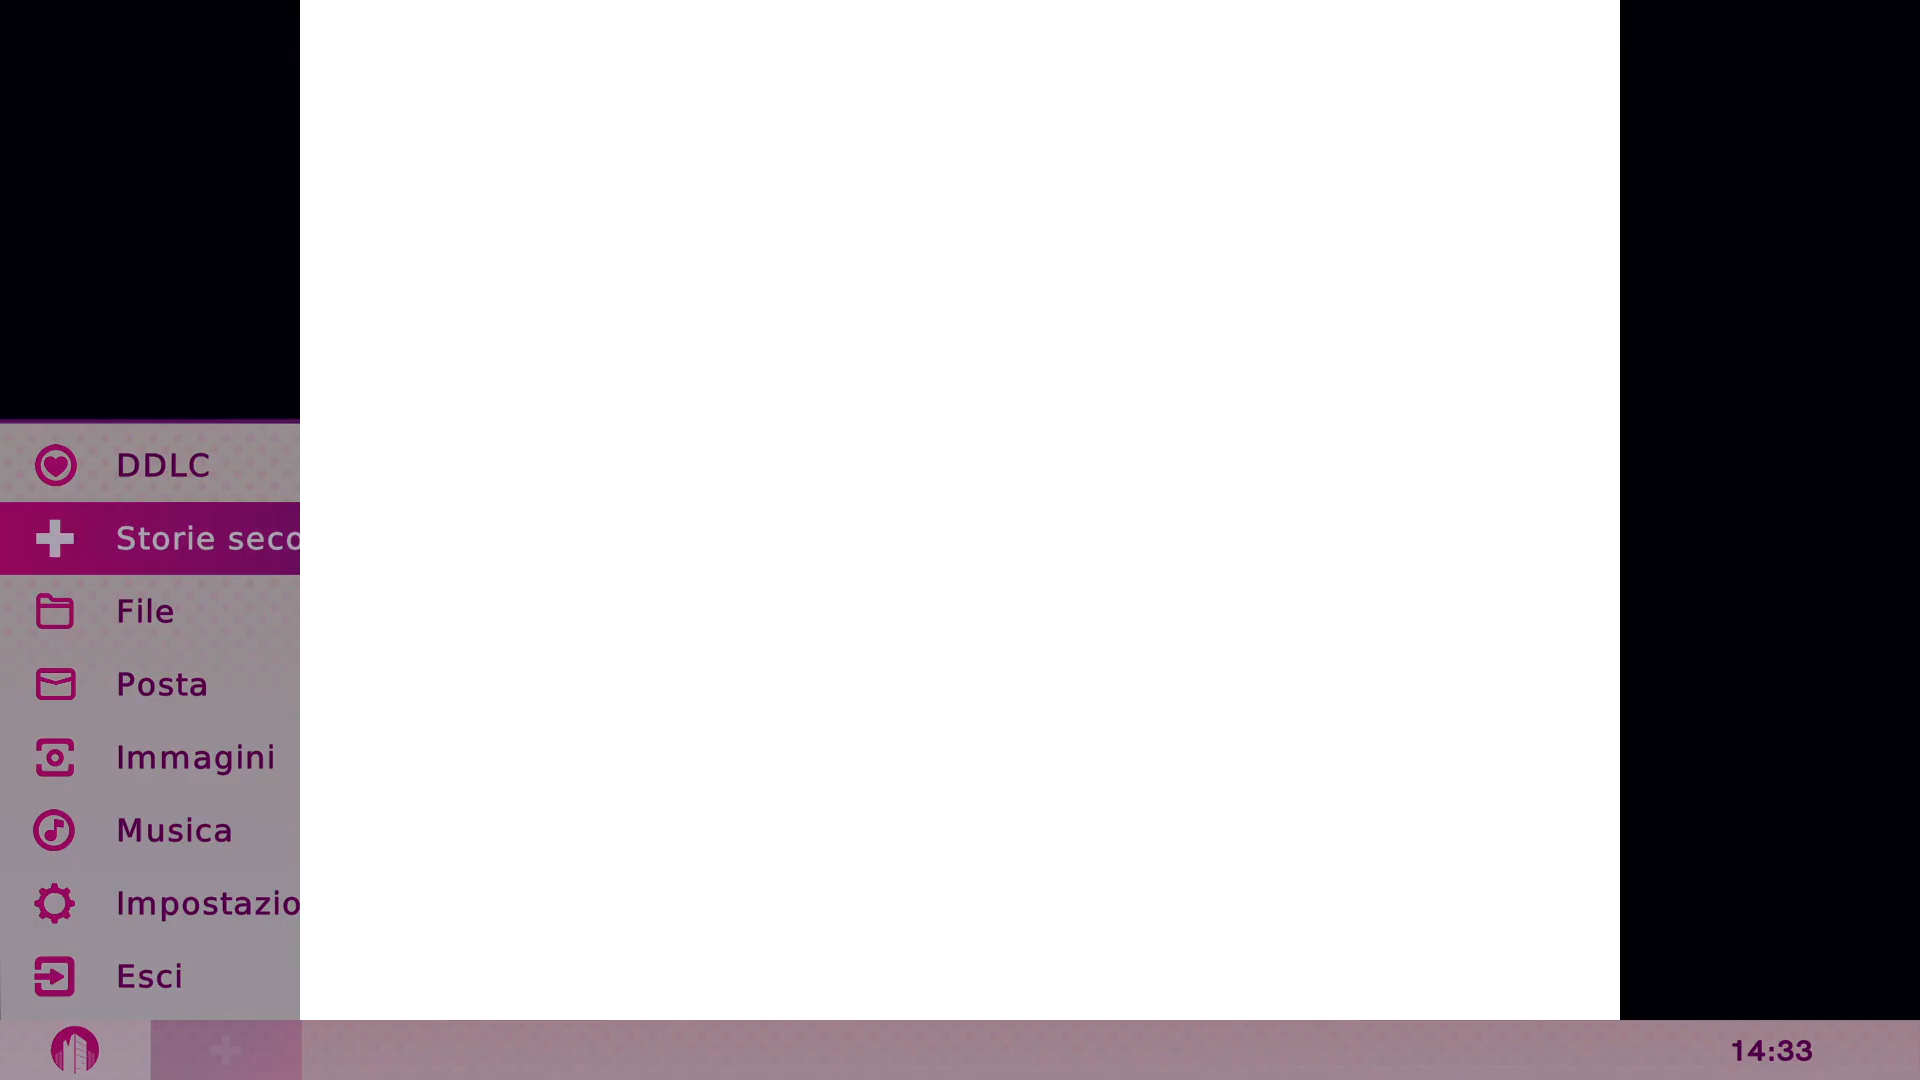 DDLC
Storie seco
File
Posta
Immagini
Musica
Impostazio
Esci
14:33